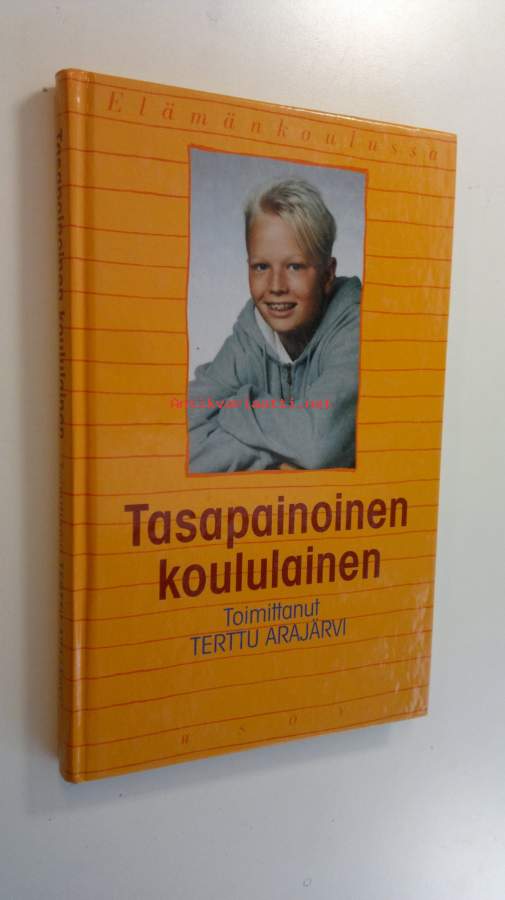 Elämänkoulussa
Antikvariaatti.net
Tasapainoinen
koululainen
Toimittanut
TERTTU ARAJÄRVI
WSOY
Tasapainoinen koululainen